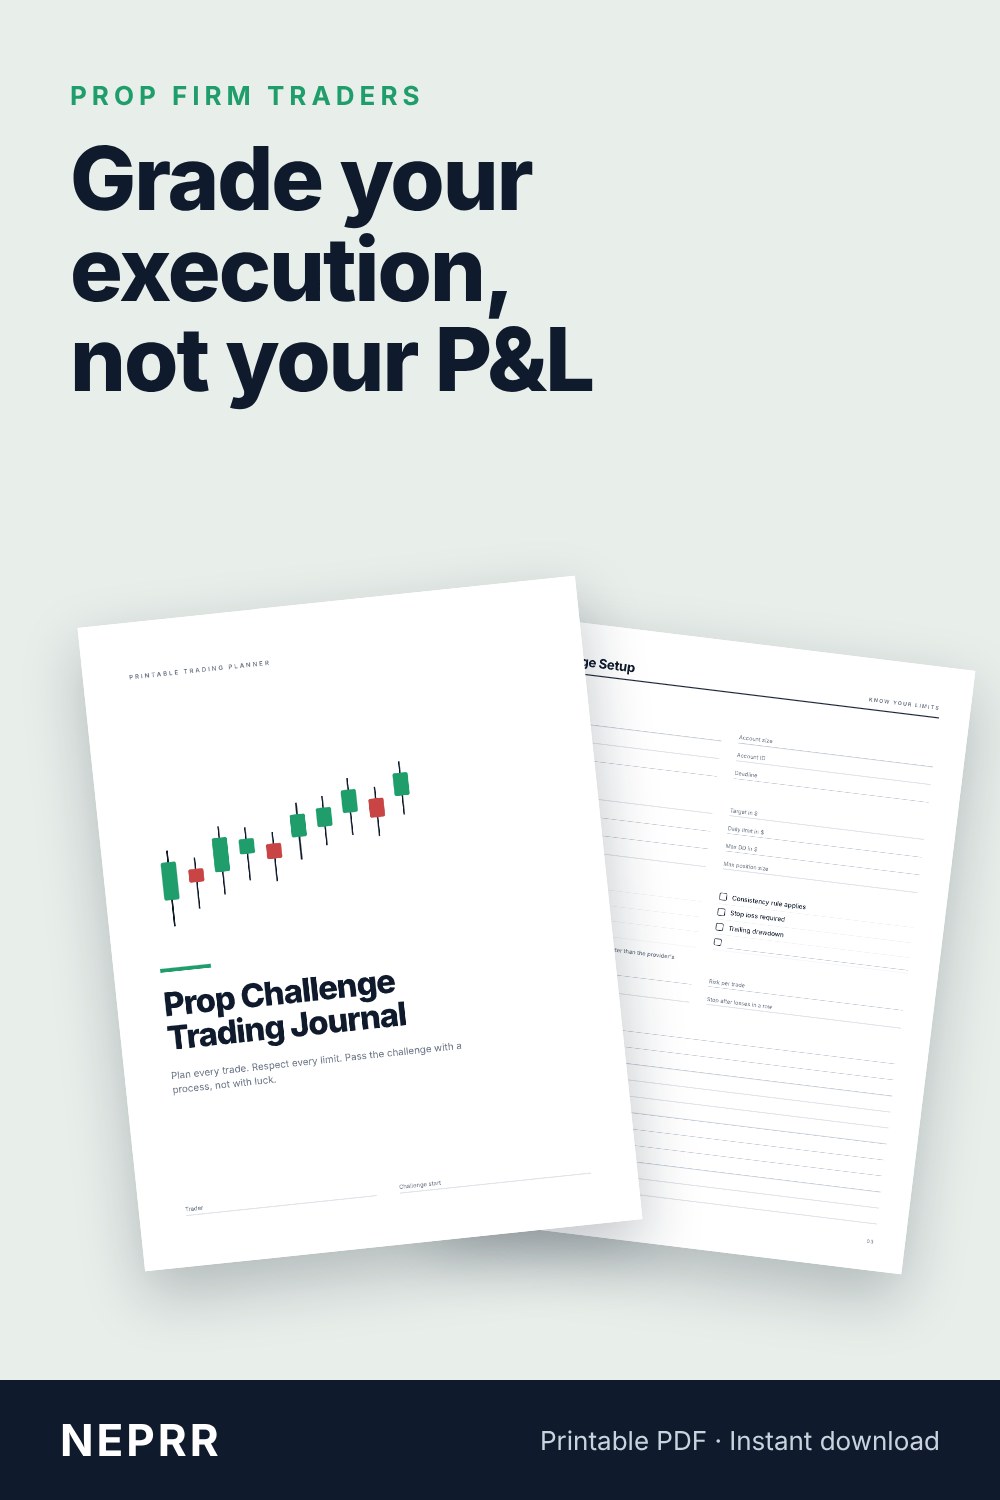 PROP FIRM TRADERS
Grade your
execution,
not your P&L
PRINTABLE TRADING PLANNER
Prop Challenge
Trading Journal
Plan every trade. Respect every limit. Pass the challenge with a
process, not with luck.
Trader
Challenge start
ge Setup
KNOW YOUR LIMITS
Account size
Account ID
Deadline
Target in $
Daily limit in $
Max DD in $
Max position size
Consistency rule applies
Stop loss required
Trailing drawdown
than the provider's
Risk per trade
Stop after losses in a row
03
NEPRR
Printable PDF · Instant download